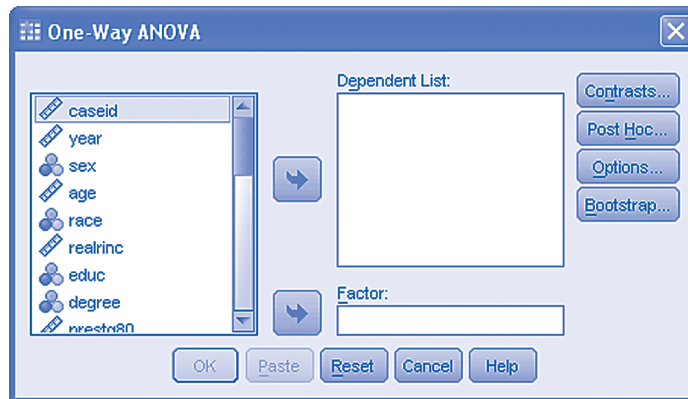 One-Way ANOVA
caseid
year
sex
age
race
realrinc
educ
degree
prestg80
Dependent List:
Factor:
Contrasts...
Post Hoc...
Options...
Bootstrap...
OK Paste Reset Cancel Help